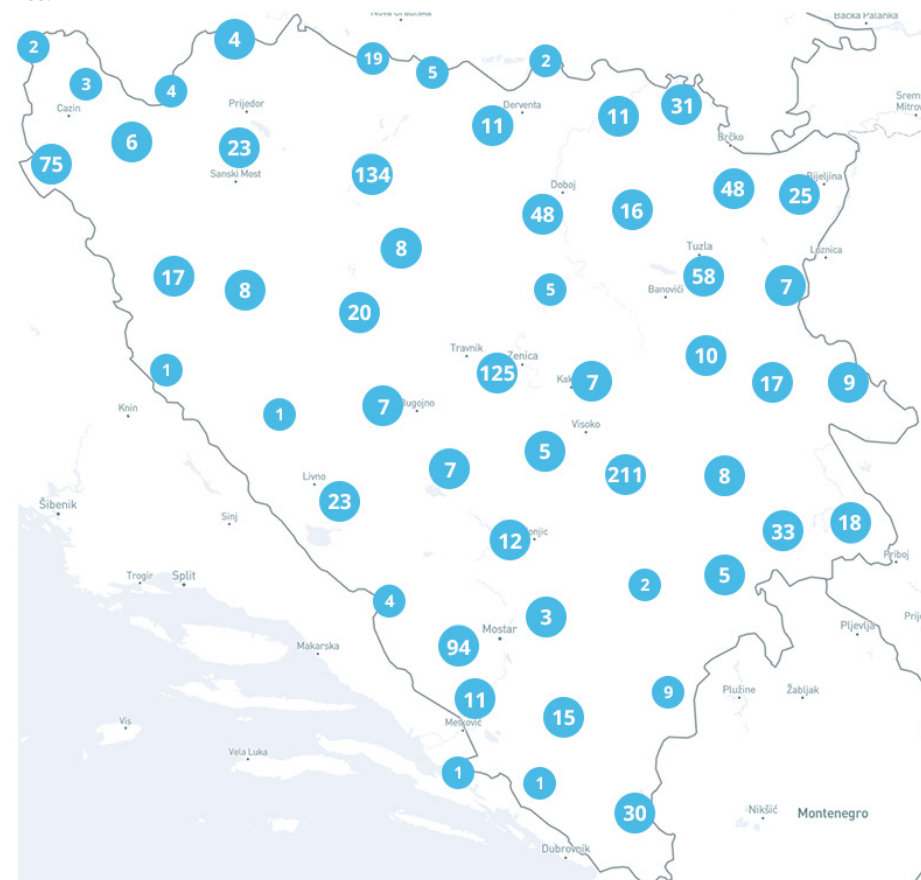 Nova Gradiška
Bačka Palanka
2
4
19
5
2
3
Cazin
4
Prijedor
Derventa
11
11
31
Srem
Mitrov
Brčko
6
23
75
Sanski Most
134
Doboj
48
16
48
25
Bijeljina
8
Tuzla
Loznica
17
8
5
58
Banovići
7
20
Travnik
Zenica
10
1
125
Kak
7
17
9
Knin
1
7
Bugojno
Visoko
5
7
211
8
Livno
23
Šibenik
Sinj
12
onjic
33
18
Priboj
Trogir
Split
2
5
4
3
Prije
Pljevlja
Mostar
94
Makarska
11
9
Plužine
Žabljak
Vis
Metković
15
Vela Luka
1
1
30
Nikšić
Montenegro
Dubrovnik